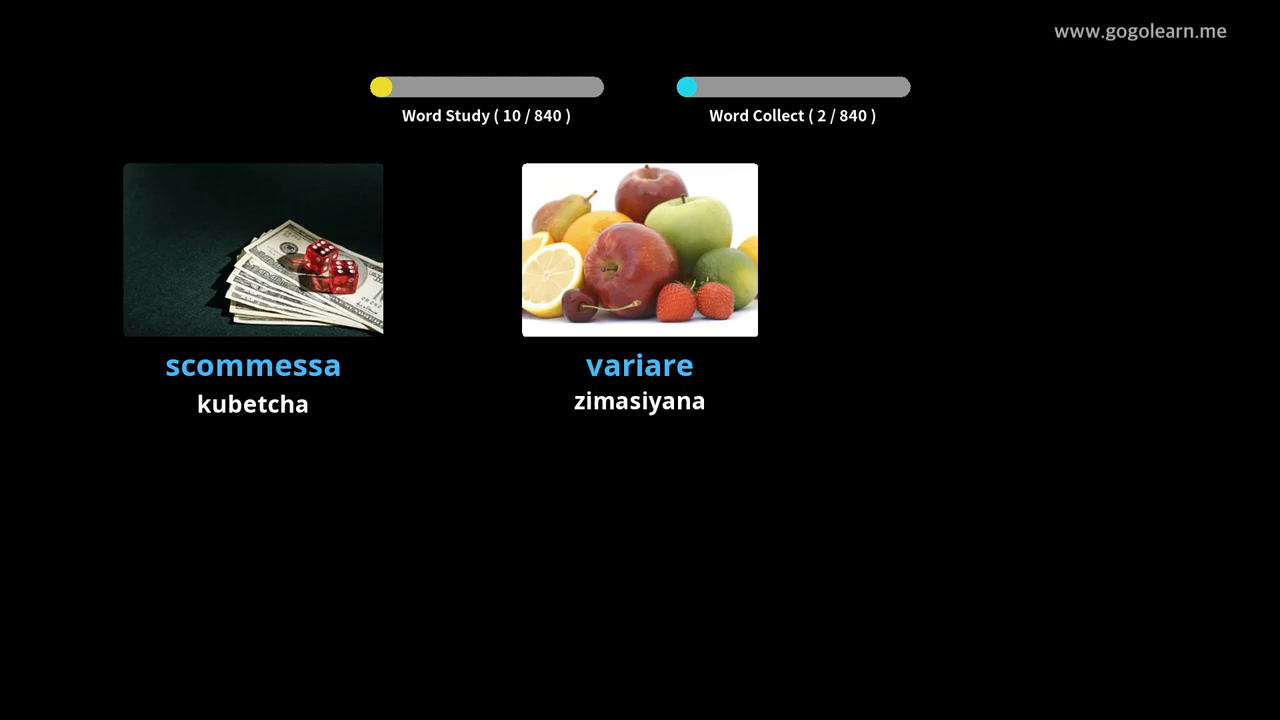 www.gogolearn.me
Word Study ( 10 / 840 )
Word Collect ( 2 / 840 )
scommessa
kubetcha
variare
zimasiyana